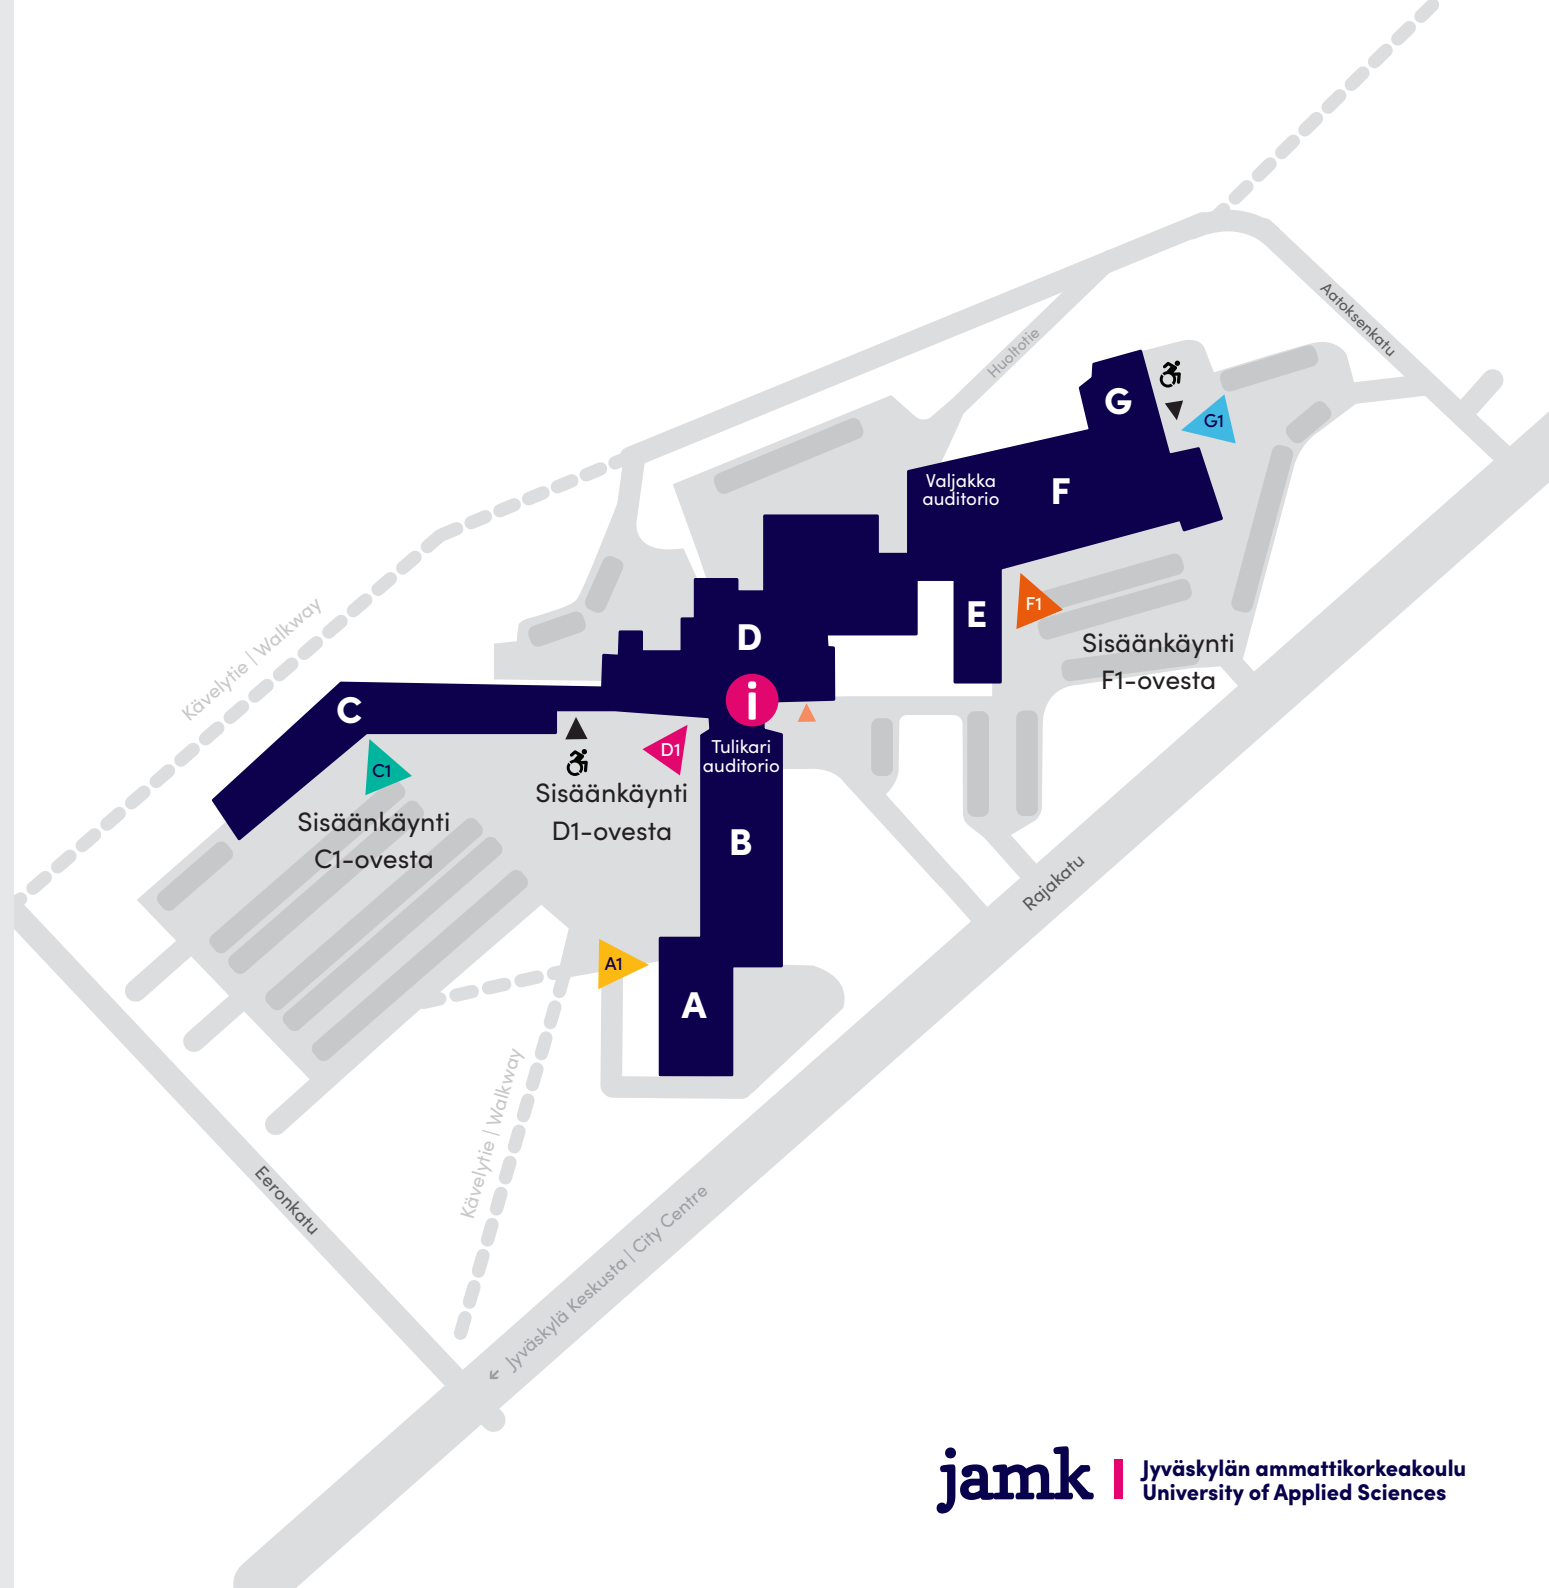 Aatoksenkatu
Huoltotie
G
G1
Valjakka
auditorio
F
E
F1
Sisäänkäynti
F1-ovesta
D
Kävelytie | Walkway
C
i
C1
D1
Tulikari
auditorio
Sisäänkäynti
D1-ovesta
Sisäänkäynti
C1-ovesta
B
Rajakatu
A1
A
Kävelytie | Walkway
Eeronkatu
← Jyväskylä Keskusta | City Centre
jamk
Jyväskylän ammattikorkeakoulu
University of Applied Sciences